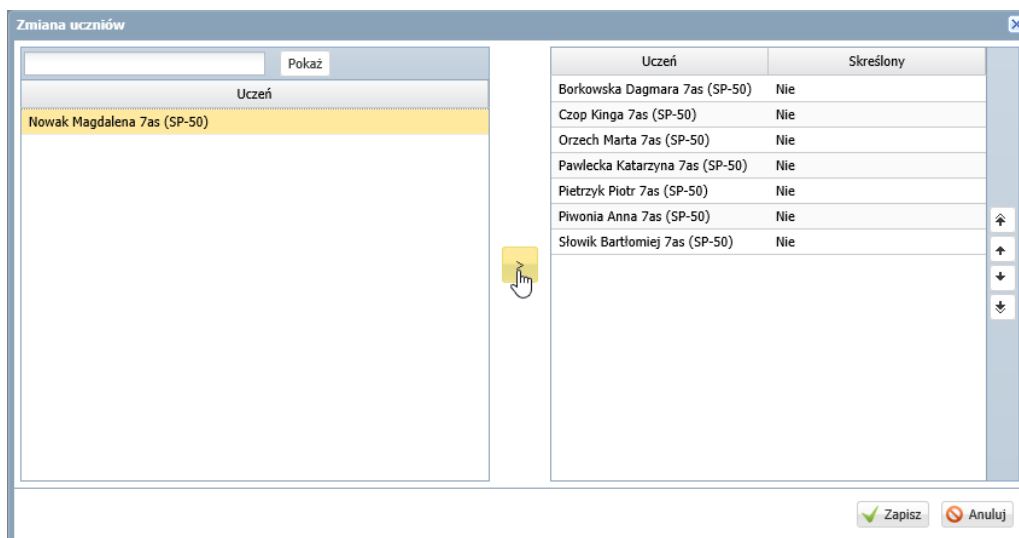 Zmiana uczniów
Pokaż
Uczeń
Nowak Magdalena 7as (SP-50)
>
Uczeń Skreślony
Borkowska Dagmara 7as (SP-50) Nie
Czop Kinga 7as (SP-50) Nie
Orzech Marta 7as (SP-50) Nie
Pawlecka Katarzyna 7as (SP-50) Nie
Pietrzyk Piotr 7as (SP-50) Nie
Piwonia Anna 7as (SP-50) Nie
Słowik Bartłomiej 7as (SP-50) Nie
Zapisz Anuluj